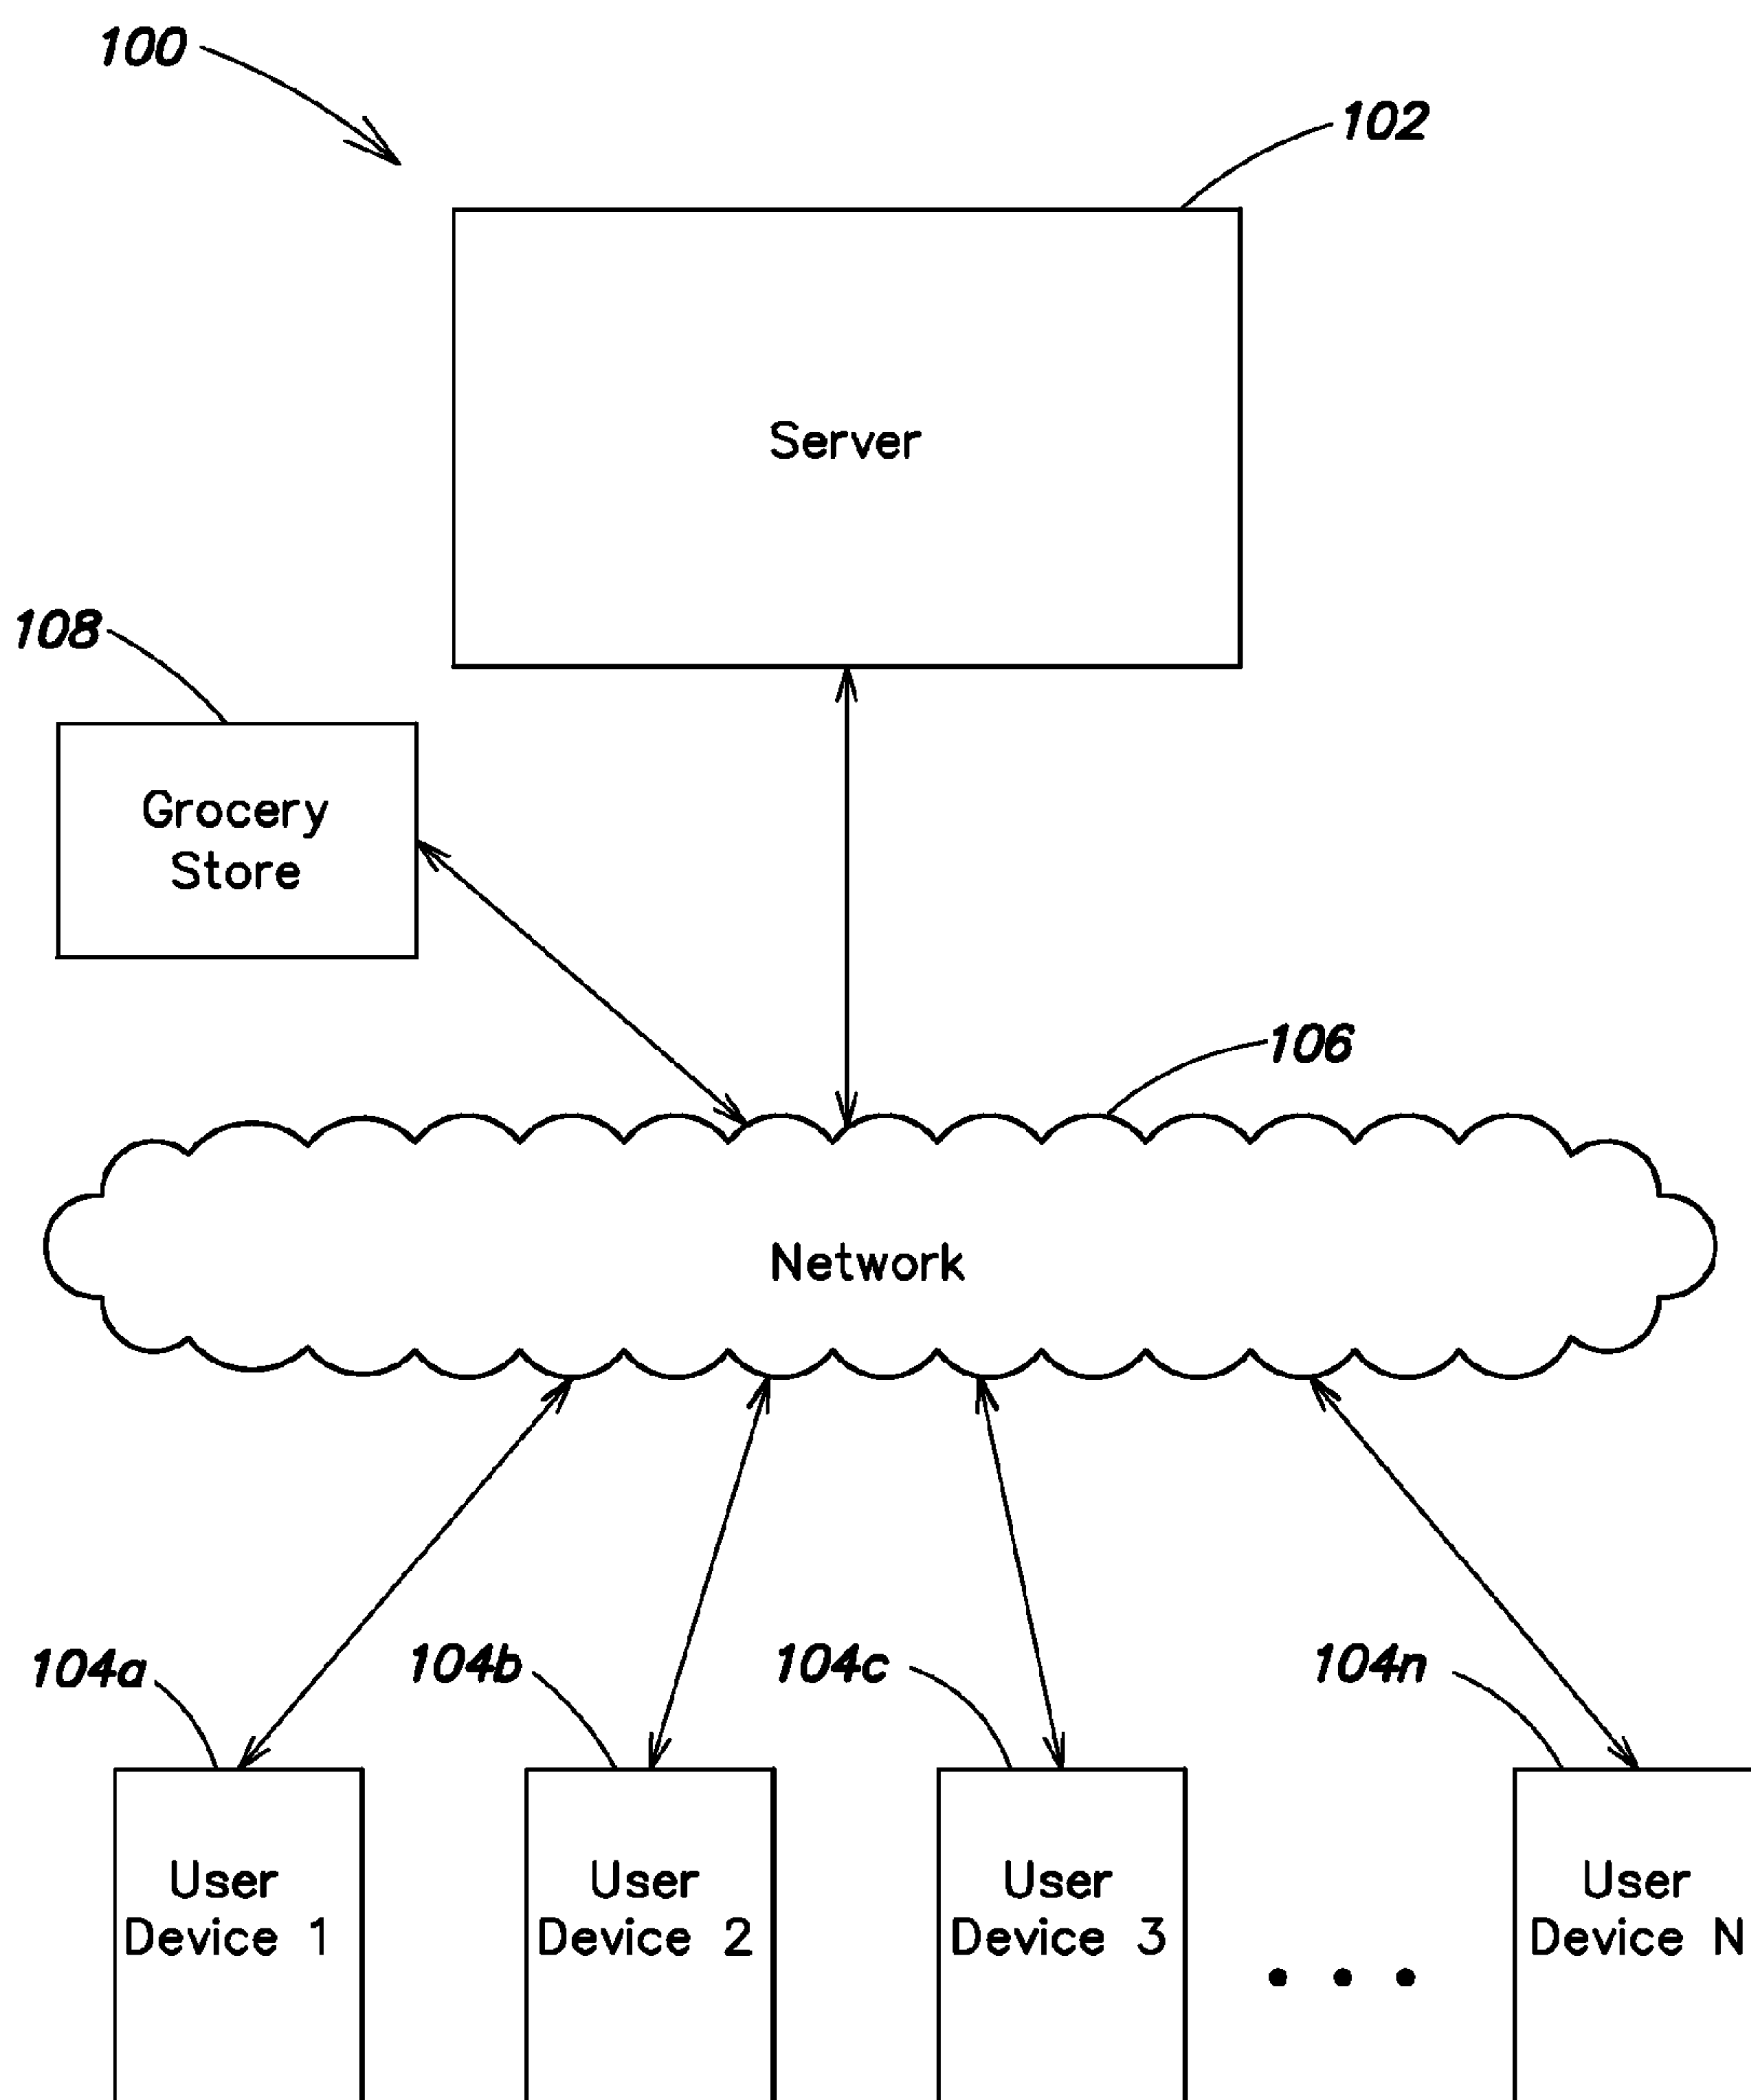 100
102
Server
108
Grocery
Store
106
Network
104a
104b
104c
104n
User
Device 1
User
Device 2
User
Device 3
User
Device N